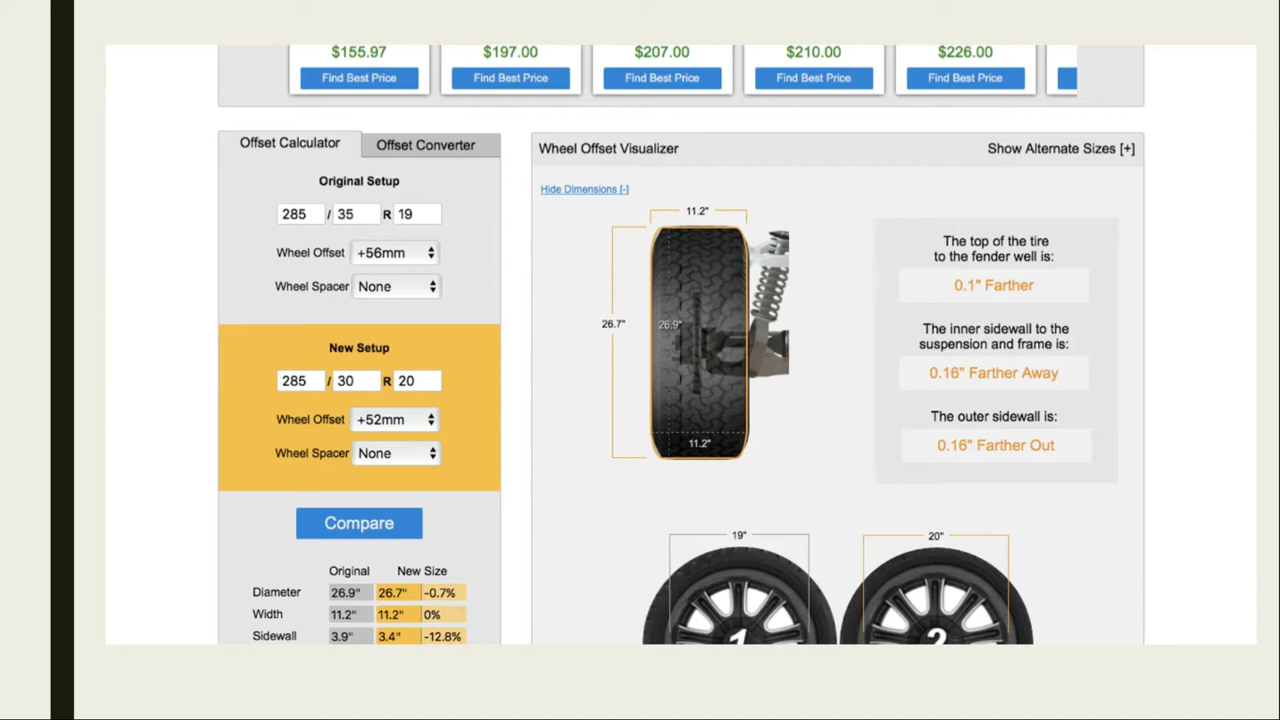 $155.97 $197.00 $207.00 $210.00 $226.00
Find Best Price Find Best Price Find Best Price Find Best Price Find Best Price
Offset Calculator Offset Converter
Original Setup
285 / 35 R 19
Wheel Offset +56mm
Wheel Spacer None
New Setup
285 / 30 R 20
Wheel Offset +52mm
Wheel Spacer None
Compare
Original New Size
Diameter 26.9" 26.7" -0.7%
Width 11.2" 11.2" 0%
Sidewall 3.9" 3.4" -12.8%
Wheel Offset Visualizer Show Alternate Sizes [+]
Hide Dimensions [-]
11.2"
26.7" 26.9"
11.2"
The top of the tire
to the fender well is:
0.1" Farther
The inner sidewall to the
suspension and frame is:
0.16" Farther Away
The outer sidewall is:
0.16" Farther Out
19" 20"
1 2